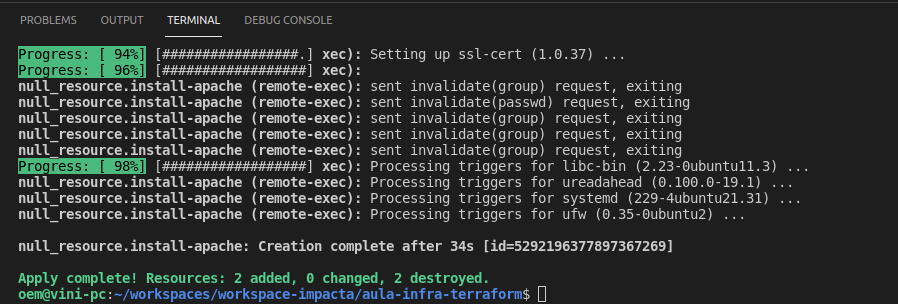 PROBLEMS OUTPUT TERMINAL DEBUG CONSOLE
Progress: [ 94%] [#################.] xec): Setting up ssl-cert (1.0.37) ...
Progress: [ 96%] [##################] xec):
null_resource.install-apache (remote-exec): sent invalidate(group) request, exiting
null_resource.install-apache (remote-exec): sent invalidate(passwd) request, exiting
null_resource.install-apache (remote-exec): sent invalidate(group) request, exiting
null_resource.install-apache (remote-exec): sent invalidate(group) request, exiting
null_resource.install-apache (remote-exec): sent invalidate(group) request, exiting
Progress: [ 98%] [##################] xec): Processing triggers for libc-bin (2.23-0ubuntu11.3) ...
null_resource.install-apache (remote-exec): Processing triggers for ureadahead (0.100.0-19.1) ...
null_resource.install-apache (remote-exec): Processing triggers for systemd (229-4ubuntu21.31) ...
null_resource.install-apache (remote-exec): Processing triggers for ufw (0.35-0ubuntu2) ...
null_resource.install-apache: Creation complete after 34s [id=5292196377897367269]
Apply complete! Resources: 2 added, 0 changed, 2 destroyed.
oem@vini-pc:~/workspaces/workspace-impacta/aula-infra-terraform$